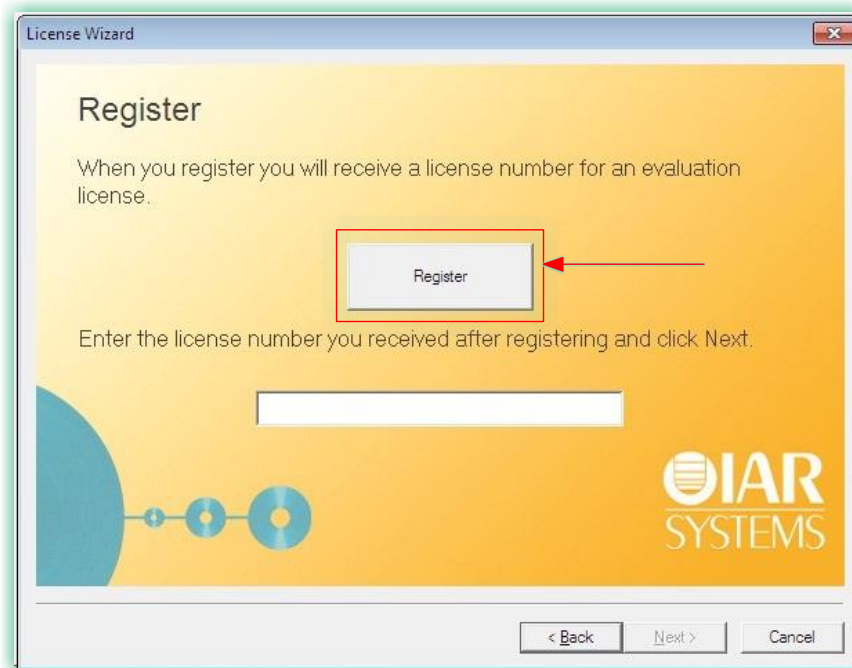 License Wizard
Register
When you register you will receive a license number for an evaluation
license.
Register
Enter the license number you received after registering and click Next.
IAR
SYSTEMS
< Back
Next >
Cancel